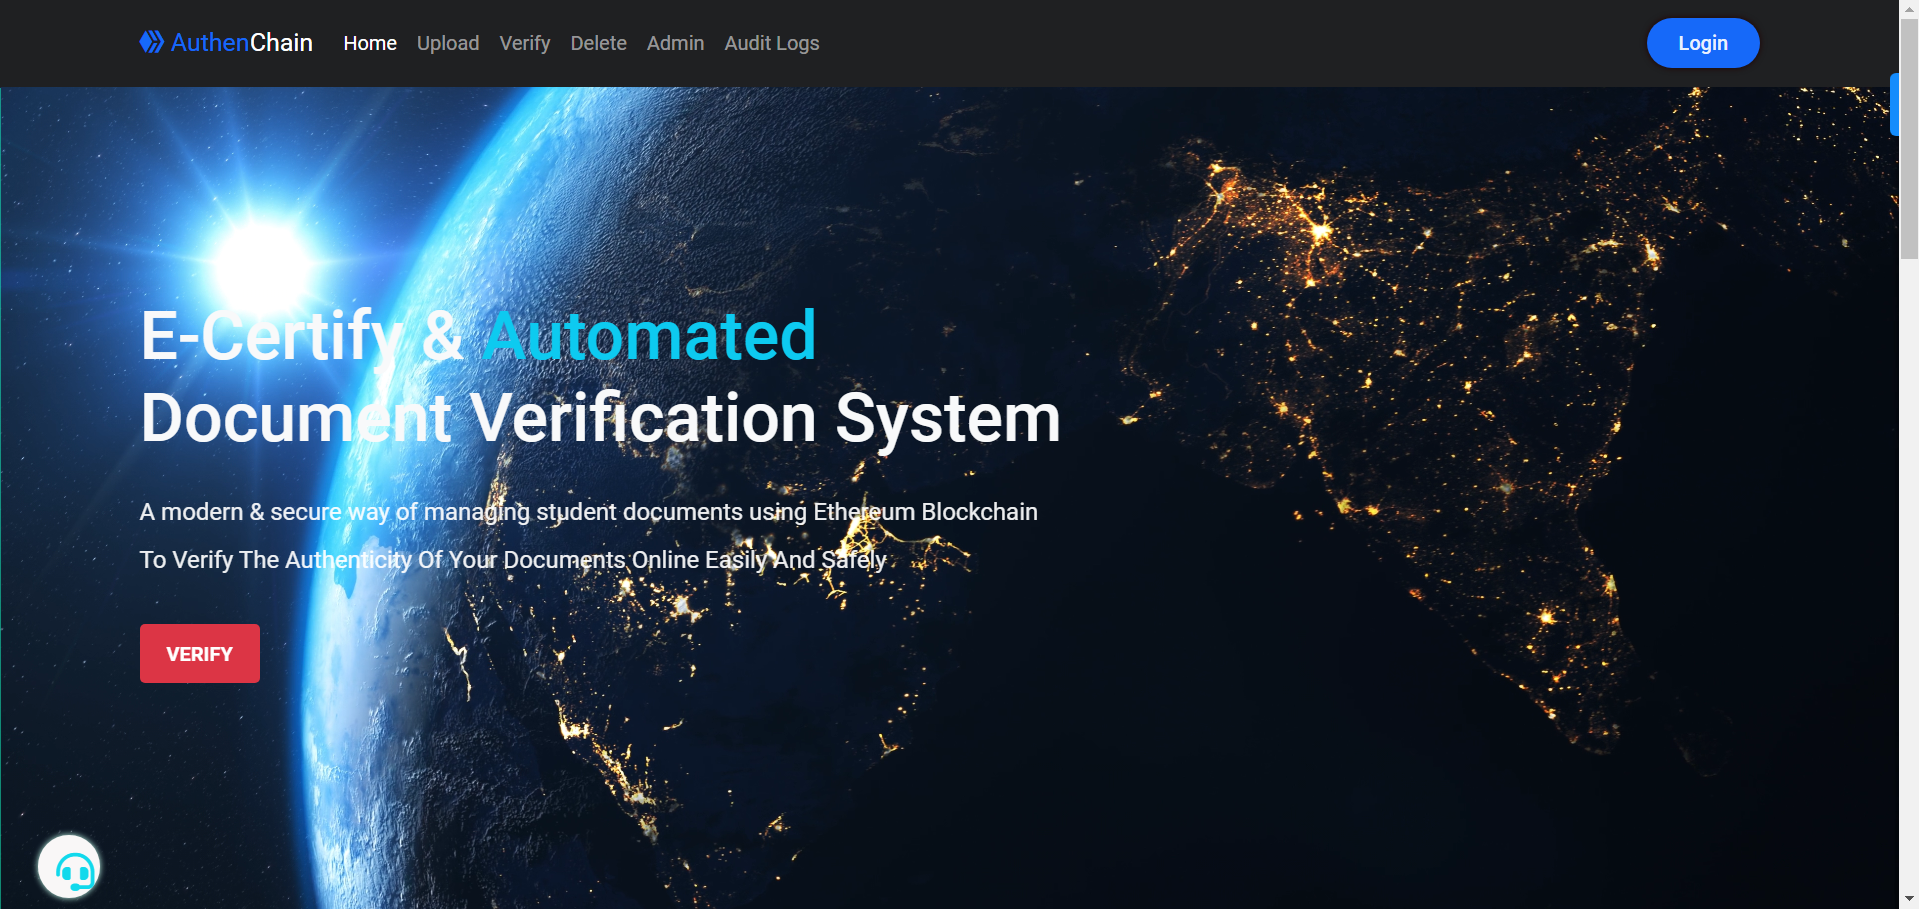 AuthenChain Home Upload Verify Delete Admin Audit Logs Login
E-Certify & Automated
Document Verification System
A modern & secure way of managing student documents using Ethereum Blockchain
To Verify The Authenticity Of Your Documents Online Easily And Safely
VERIFY